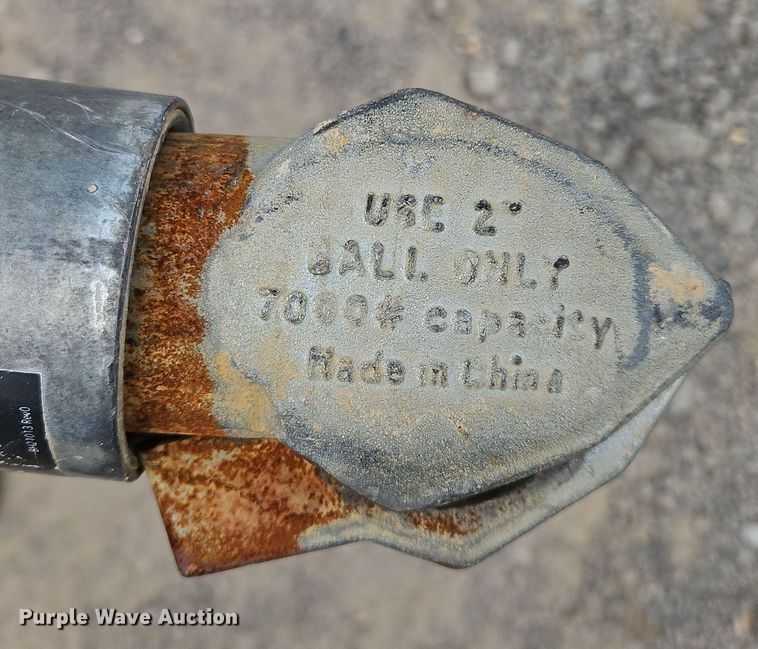 USE 2"
BALL ONLY
7000# capacity
Made in China
Purple Wave Auction